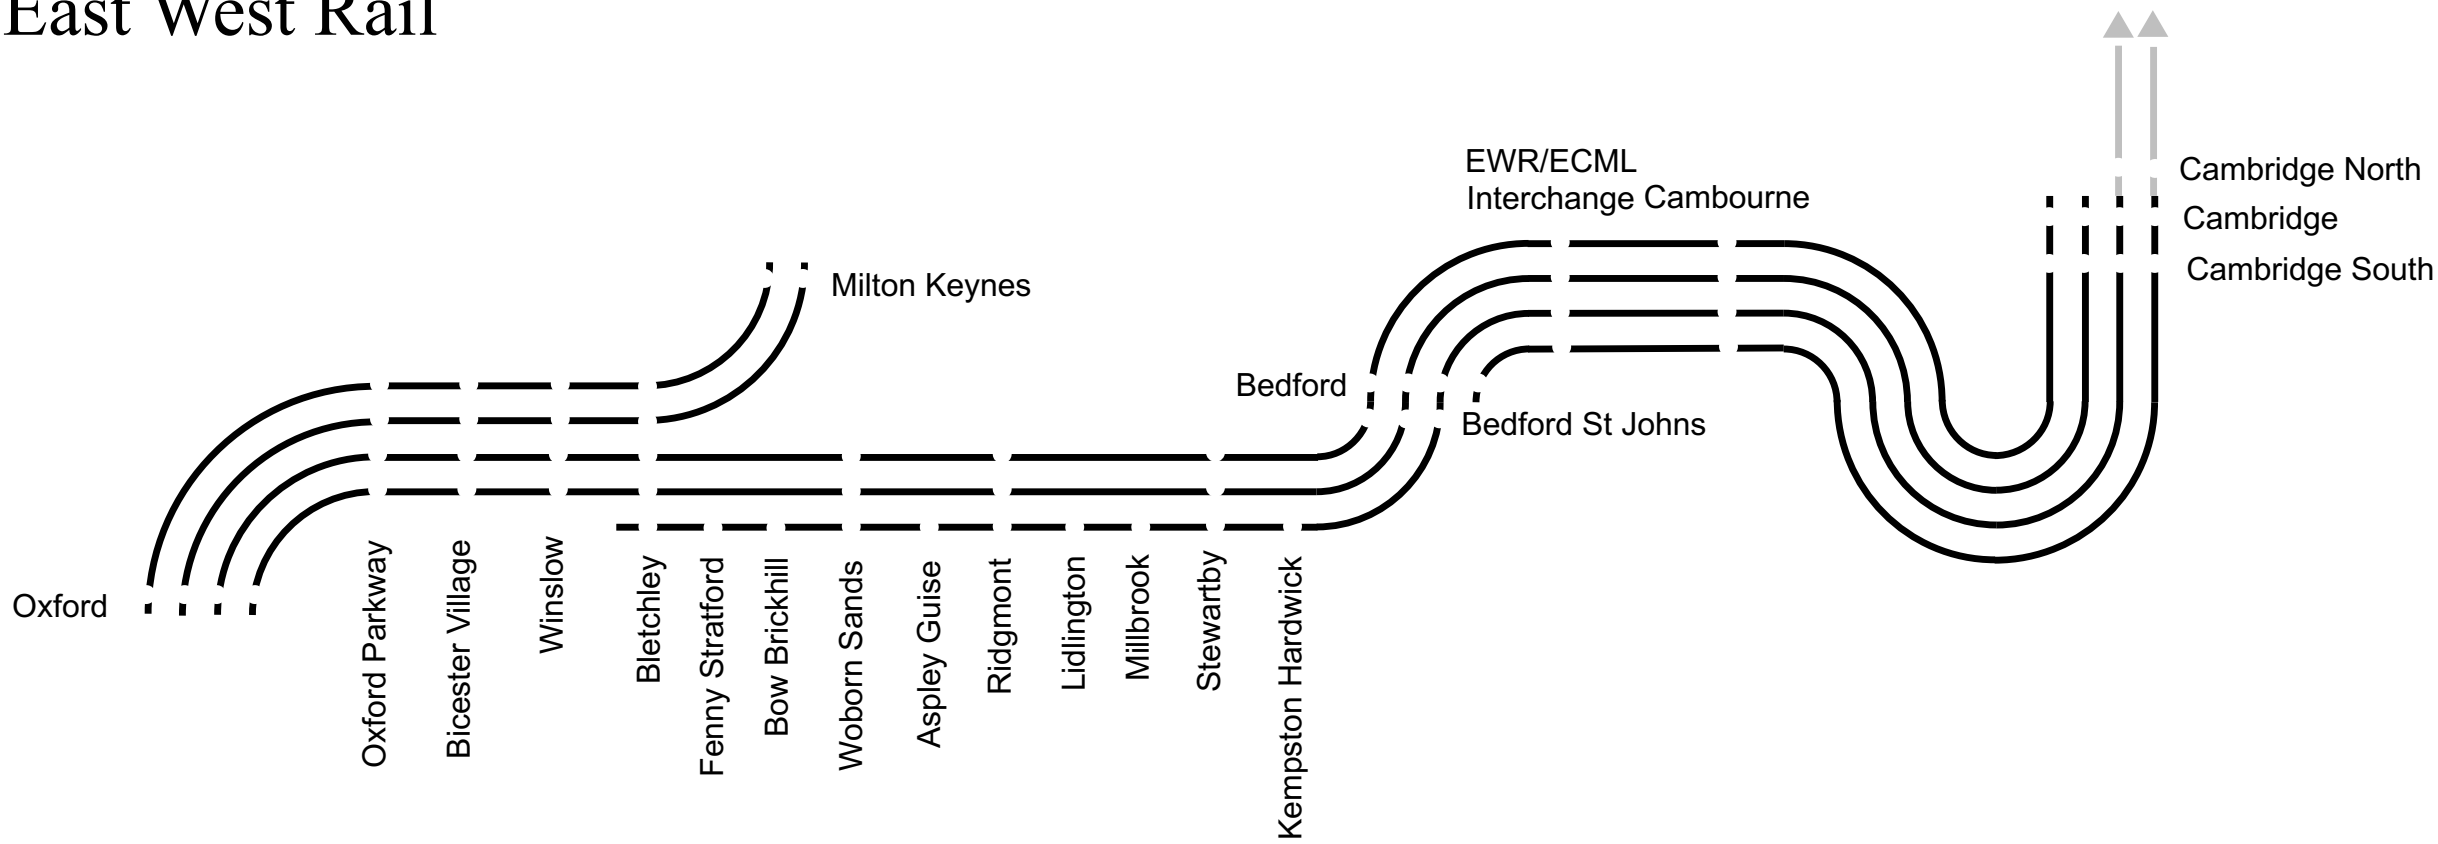 East West Rail
Cambridge North
EWR/ECML
Interchange Cambourne
Cambridge
Cambridge South
Milton Keynes
Bedford
Bedford St Johns
Oxford
Oxford Parkway
Bicester Village
Winslow
Bletchley
Fenny Stratford
Bow Brickhill
Woborn Sands
Aspley Guise
Ridgmont
Lidlington
Millbrook
Stewartby
Kempston Hardwick